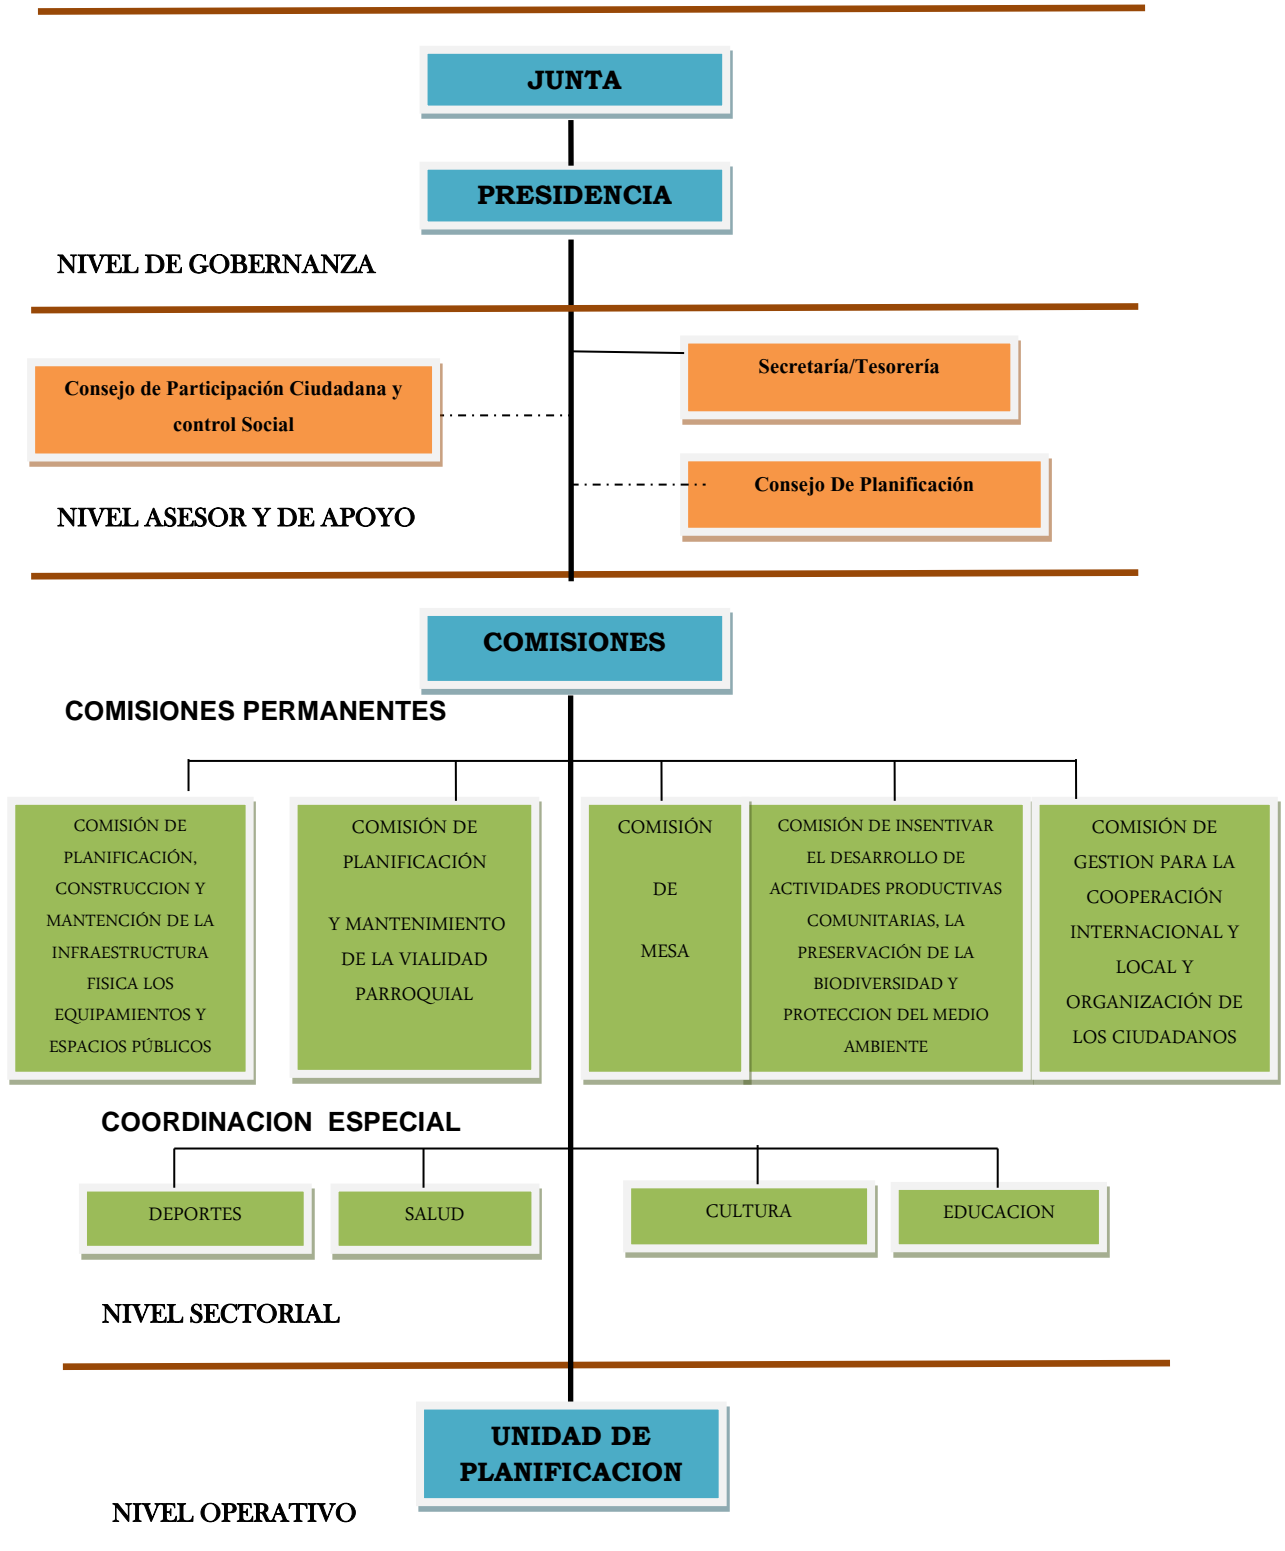 JUNTA
PRESIDENCIA
NIVEL DE GOBERNANZA
Secretaría/Tesorería
Consejo de Participación Ciudadana y
control Social
Consejo De Planificación
NIVEL ASESOR Y DE APOYO
COMISIONES
COMISIONES PERMANENTES
COMISIÓN DE
PLANIFICACIÓN,
CONSTRUCCION Y
MANTENCIÓN DE LA
INFRAESTRUCTURA
FISICA LOS
EQUIPAMIENTOS Y
ESPACIOS PÚBLICOS
COMISIÓN DE
PLANIFICACIÓN
Y MANTENIMIENTO
DE LA VIALIDAD
PARROQUIAL
COMISIÓN
DE
MESA
COMISIÓN DE INSENTIVAR
EL DESARROLLO DE
ACTIVIDADES PRODUCTIVAS
COMUNITARIAS, LA
PRESERVACIÓN DE LA
BIODIVERSIDAD Y
PROTECCION DEL MEDIO
AMBIENTE
COMISIÓN DE
GESTION PARA LA
COOPERACIÓN
INTERNACIONAL Y
LOCAL Y
ORGANIZACIÓN DE
LOS CIUDADANOS
COORDINACION  ESPECIAL
DEPORTES
SALUD
CULTURA
EDUCACION
NIVEL SECTORIAL
UNIDAD DE
PLANIFICACION
NIVEL OPERATIVO